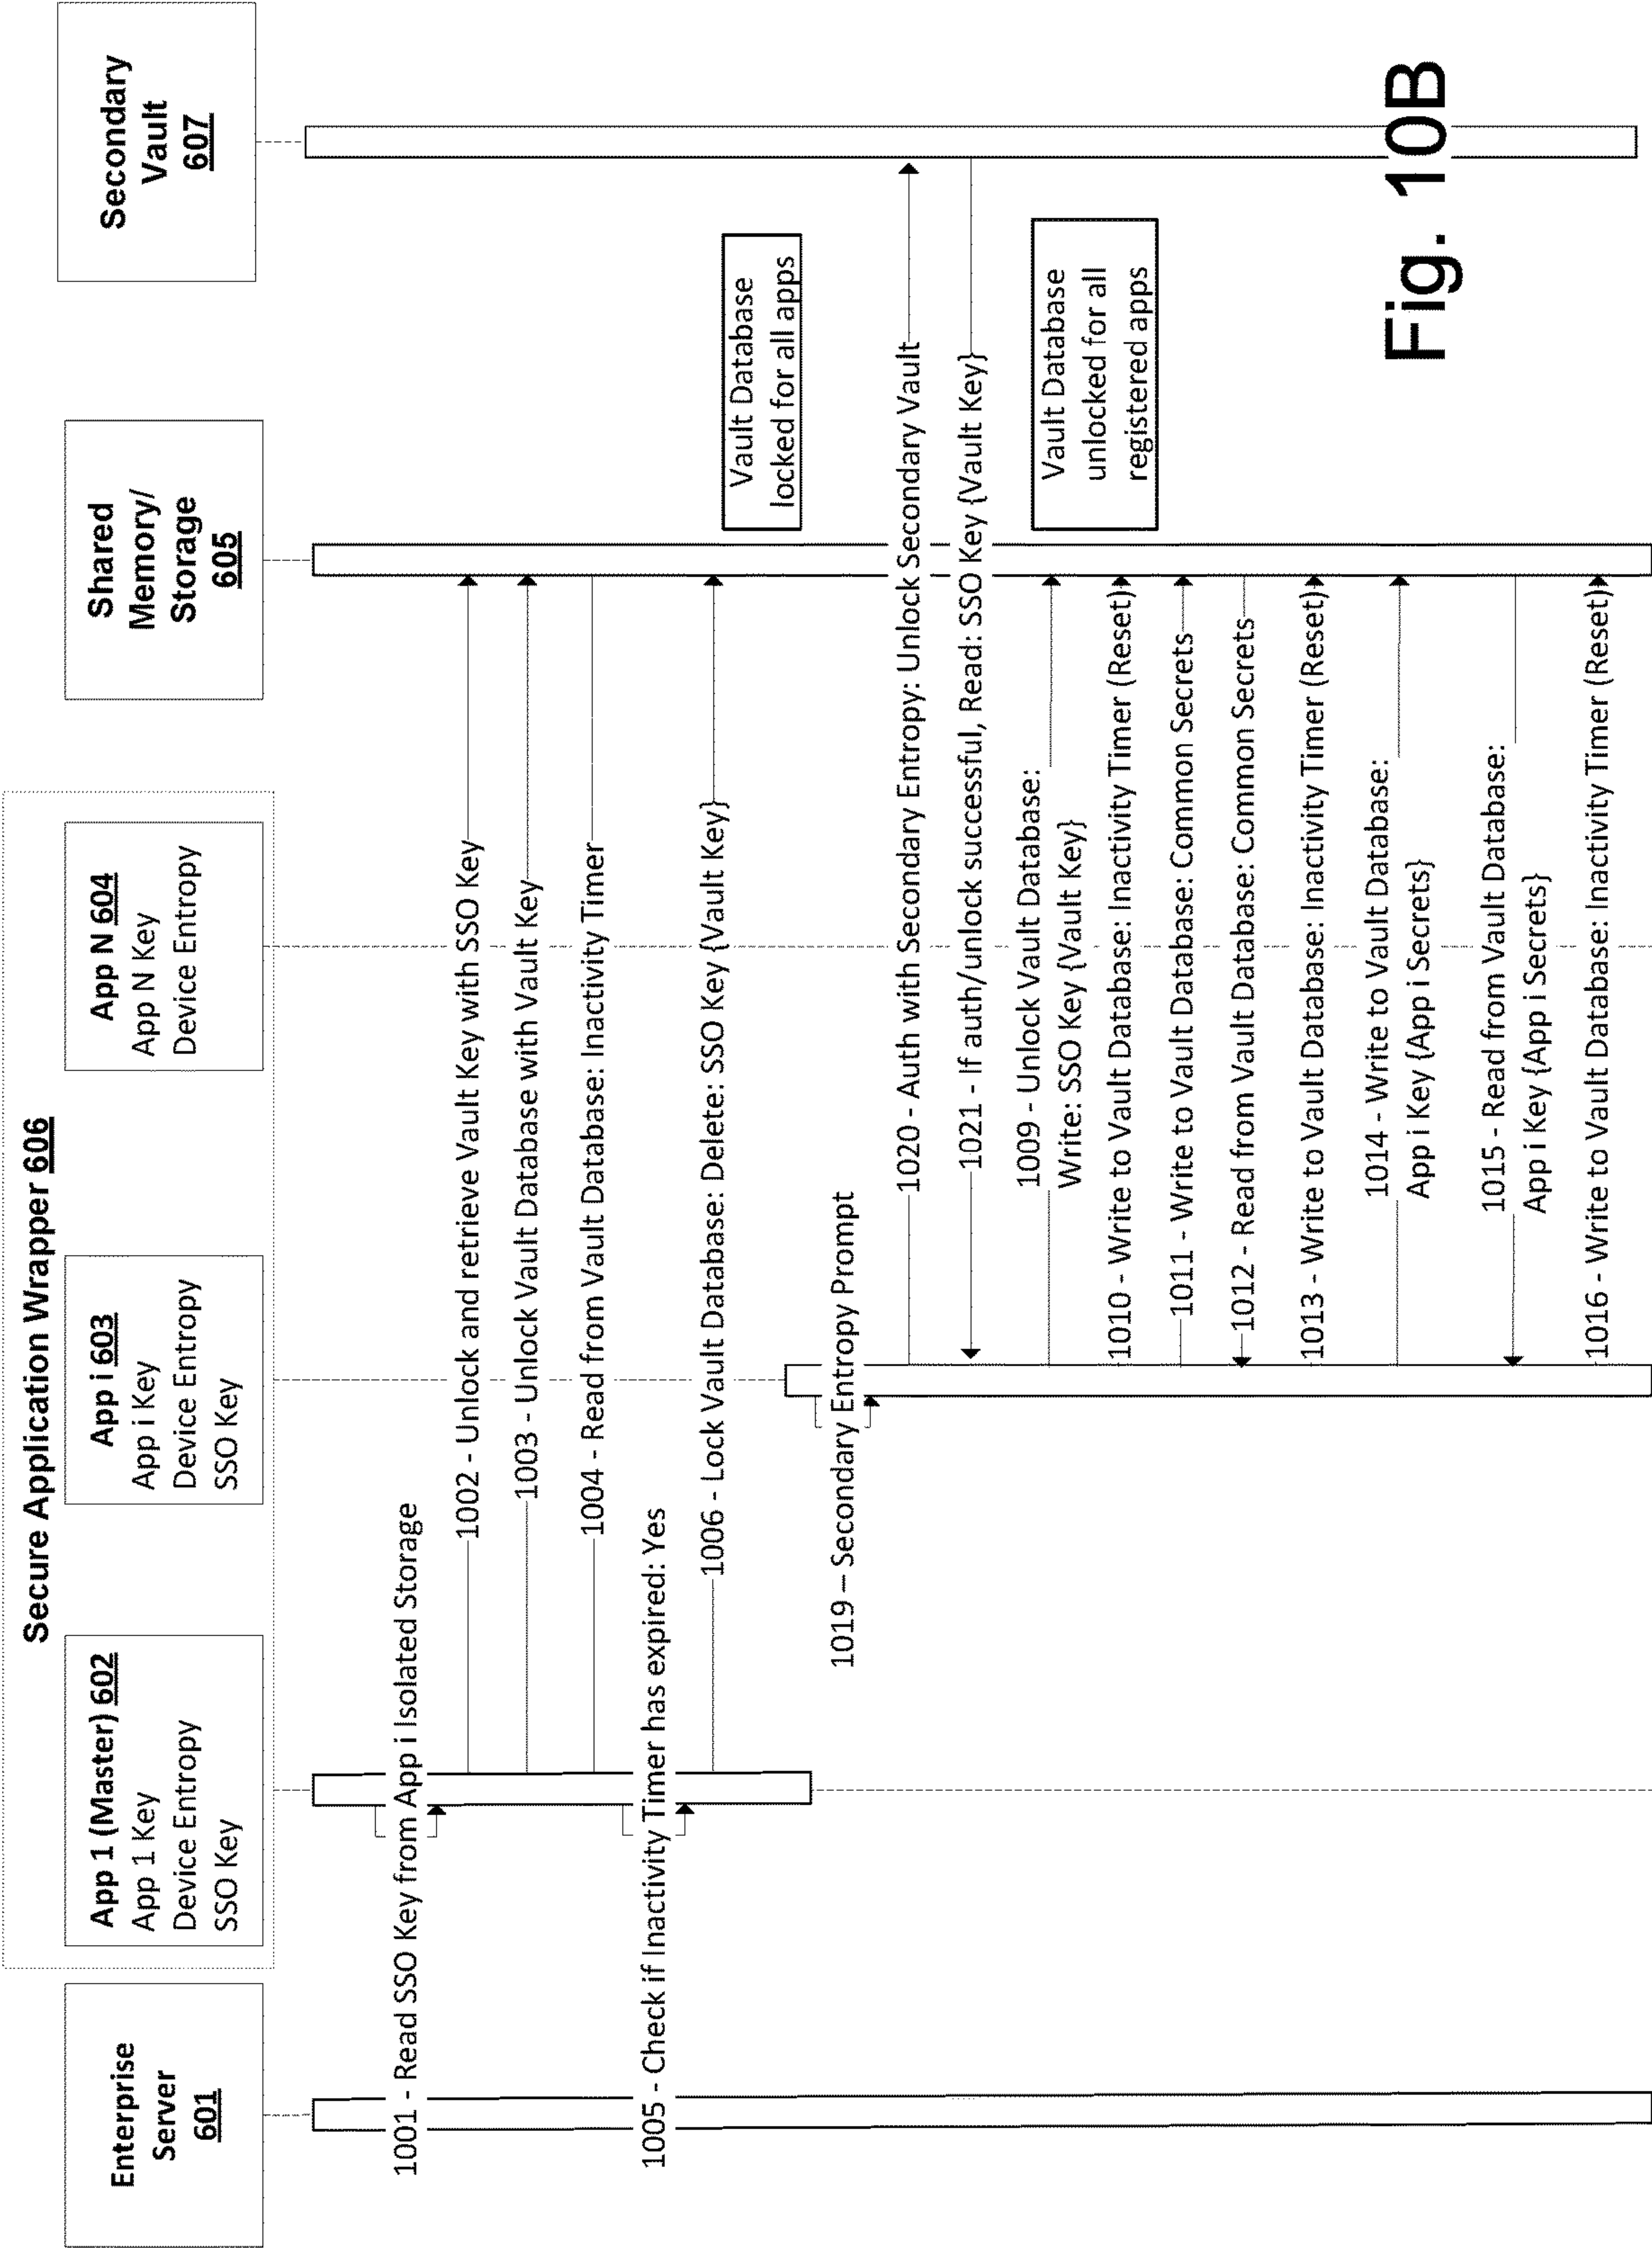 Secure Application Wrapper 606
Enterprise
Server
601
App 1 (Master) 602
App 1 Key
Device Entropy
SSO Key
App i 603
App i Key
Device Entropy
SSO Key
App N 604
App N Key
Device Entropy
Shared
Memory/
Storage
605
Secondary
Vault
607
1001 - Read SSO Key from App i Isolated Storage
1002 - Unlock and retrieve Vault Key with SSO Key
1003 - Unlock Vault Database with Vault Key
1004 - Read from Vault Database: Inactivity Timer
1005 - Check if Inactivity Timer has expired: Yes
1006 - Lock Vault Database: Delete: SSO Key {Vault Key}
Vault Database
locked for all apps
1019 – Secondary Entropy Prompt
1020 - Auth with Secondary Entropy: Unlock Secondary Vault
1021 - If auth/unlock successful, Read: SSO Key {Vault Key}
1009 - Unlock Vault Database:
Write: SSO Key {Vault Key}
Vault Database
unlocked for all
registered apps
1010 - Write to Vault Database: Inactivity Timer (Reset)
1011 - Write to Vault Database: Common Secrets
1012 - Read from Vault Database: Common Secrets
1013 - Write to Vault Database: Inactivity Timer (Reset)
1014 - Write to Vault Database:
App i Key {App i Secrets}
1015 - Read from Vault Database:
App i Key {App i Secrets}
1016 - Write to Vault Database: Inactivity Timer (Reset)
Fig. 10B